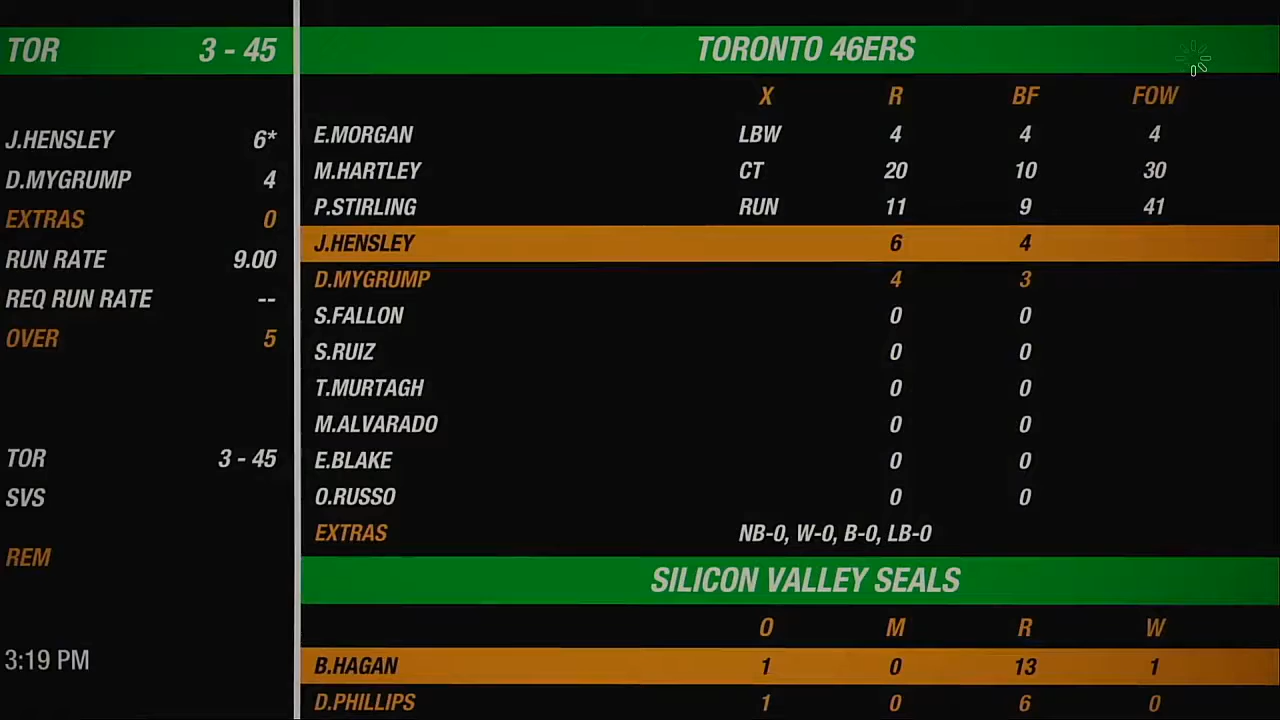 TOR 3 - 45
J.HENSLEY 6*
D.MYGRUMP 4
EXTRAS 0
RUN RATE 9.00
REQ RUN RATE --
OVER 5
TOR 3 - 45
SVS
REM
3:19 PM
TORONTO 46ERS
X R BF FOW
E.MORGAN LBW 4 4 4
M.HARTLEY CT 20 10 30
P.STIRLING RUN 11 9 41
J.HENSLEY 6 4
D.MYGRUMP 4 3
S.FALLON 0 0
S.RUIZ 0 0
T.MURTAGH 0 0
M.ALVARADO 0 0
E.BLAKE 0 0
O.RUSSO 0 0
EXTRAS NB-0, W-0, B-0, LB-0
SILICON VALLEY SEALS
O M R W
B.HAGAN 1 0 13 1
D.PHILLIPS 1 0 6 0